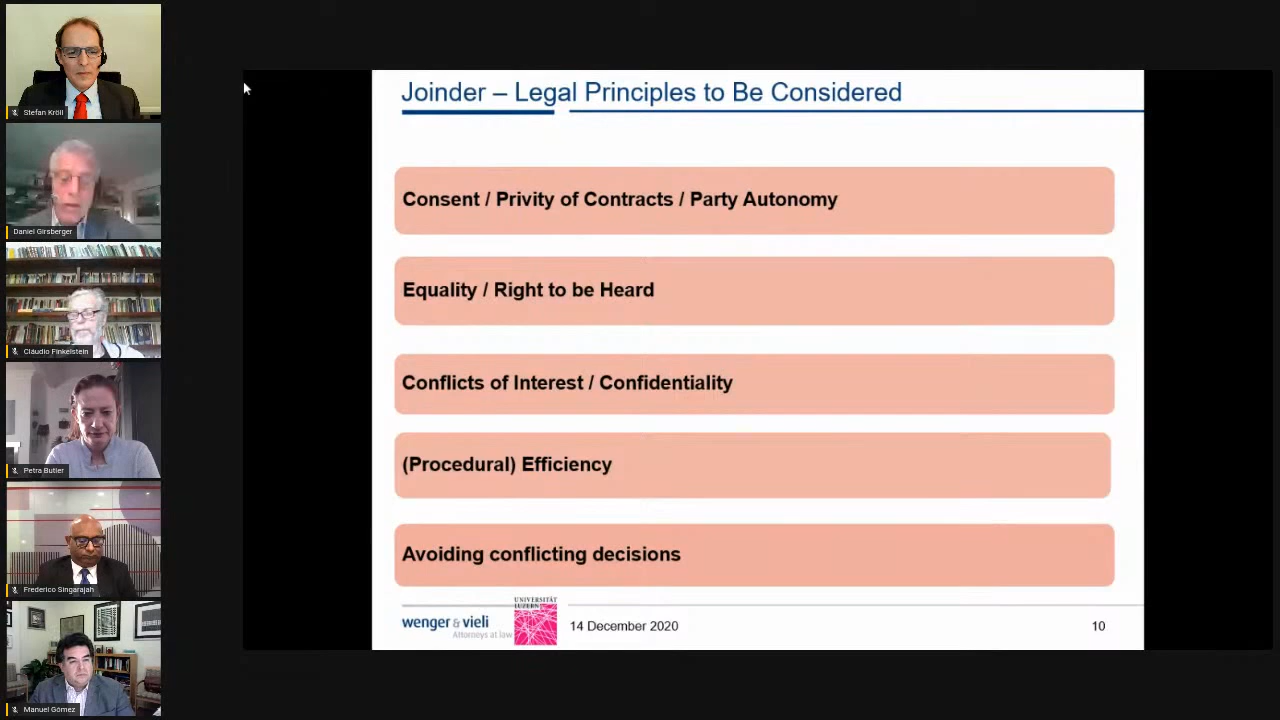 Stefan Kröll
Daniel Girsberger
Cláudio Finkelstein
Petra Butler
Frederico Singarajah
Manuel Gómez
Joinder – Legal Principles to Be Considered
Consent / Privity of Contracts / Party Autonomy
Equality / Right to be Heard
Conflicts of Interest / Confidentiality
(Procedural) Efficiency
Avoiding conflicting decisions
wenger & vieli
Attorneys at law
UNIVERSITÄT
LUZERN
14 December 2020
10